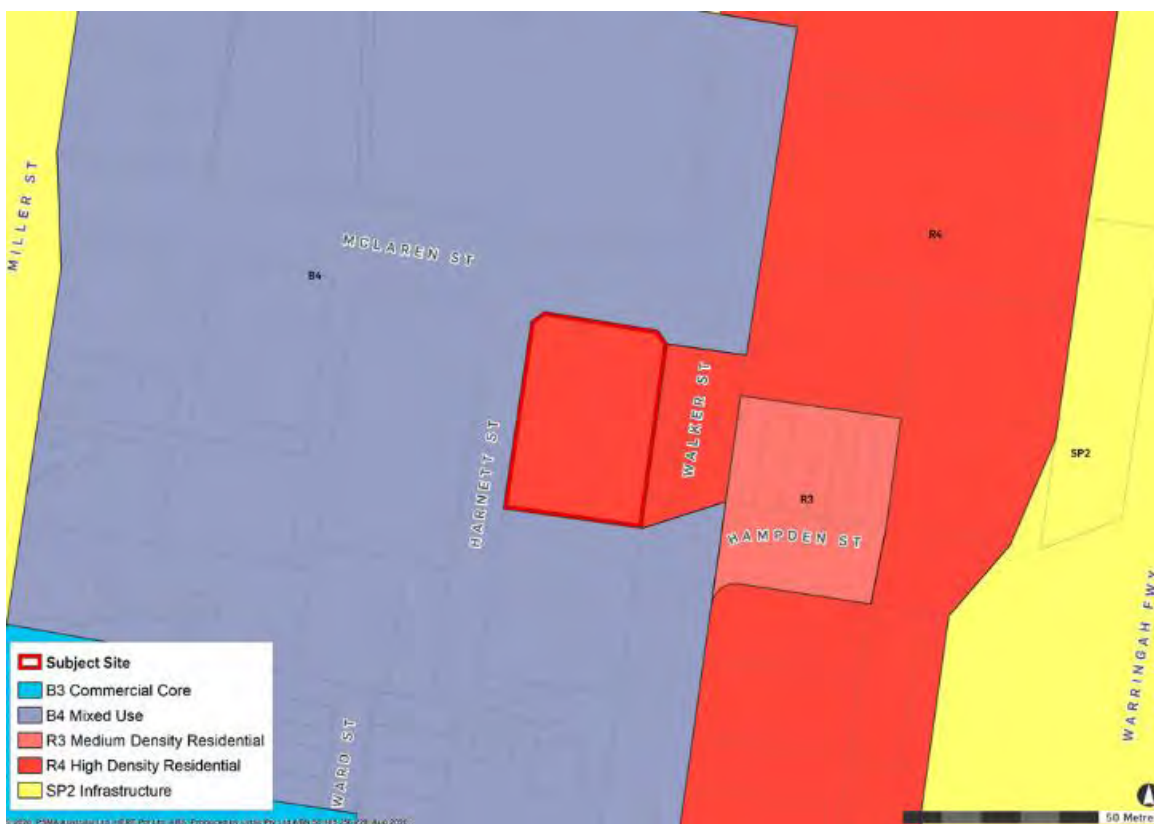 MILLER ST
MCLAREN ST
B4
R4
HARNETT ST
WALKER ST
SP2
R3
HAMPDEN ST
WARRINGAH FWY
WARD ST
Subject Site
B3 Commercial Core
B4 Mixed Use
R3 Medium Density Residential
R4 High Density Residential
SP2 Infrastructure
50 Metre